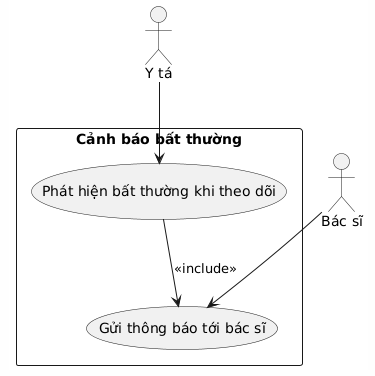 Y tá
Cảnh báo bất thường
Phát hiện bất thường khi theo dõi
Bác sĩ
«include»
Gửi thông báo tới bác sĩ